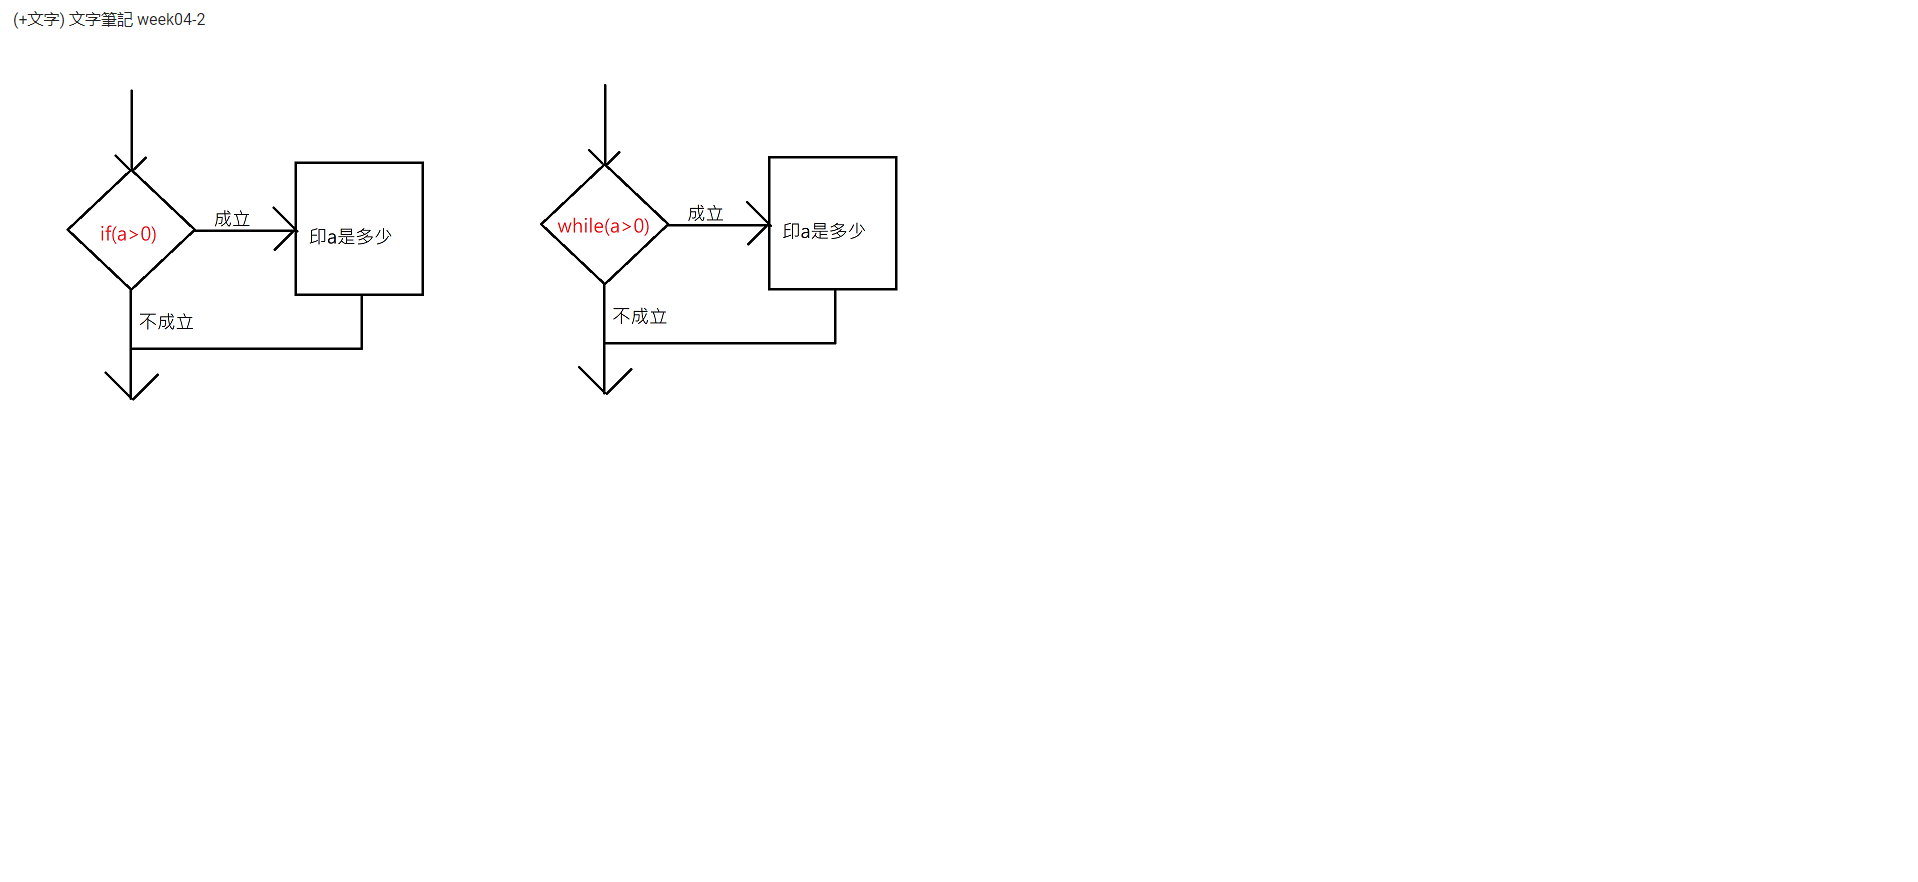 (+文字) 文字筆記 week04-2
if(a>0)
成立
印a是多少
不成立
while(a>0)
成立
印a是多少
不成立